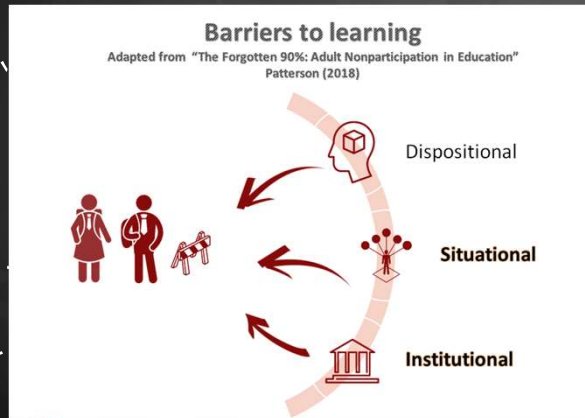 Barriers to learning
Adapted from “The Forgotten 90%: Adult Nonparticipation in Education”
Patterson (2018)
Dispositional
Situational
Institutional